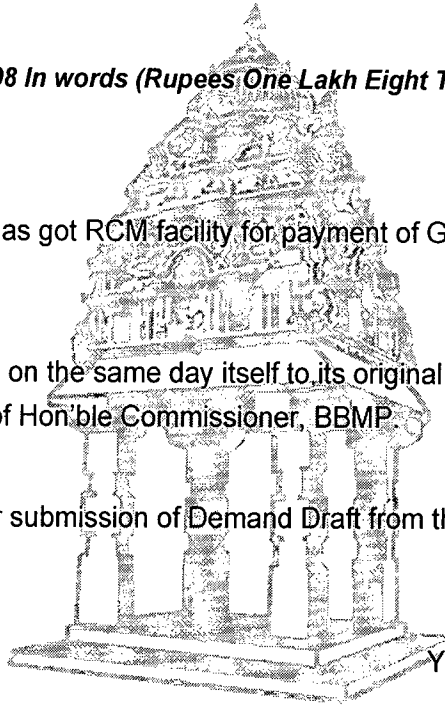 08 In words (Rupees One Lakh Eight T
as got RCM facility for payment of G
on the same day itself to its original
of Hon'ble Commissioner, BBMP.
r submission of Demand Draft from th
Y